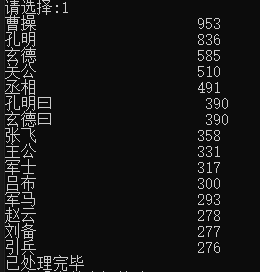 请选择:1
曹操 953
孔明 836
玄德 585
关公 510
丞相 491
孔明曰 390
玄德曰 390
张飞 358
王公 331
军士 317
吕布 300
军马 293
赵云 278
刘备 277
引兵 276
已处理完毕